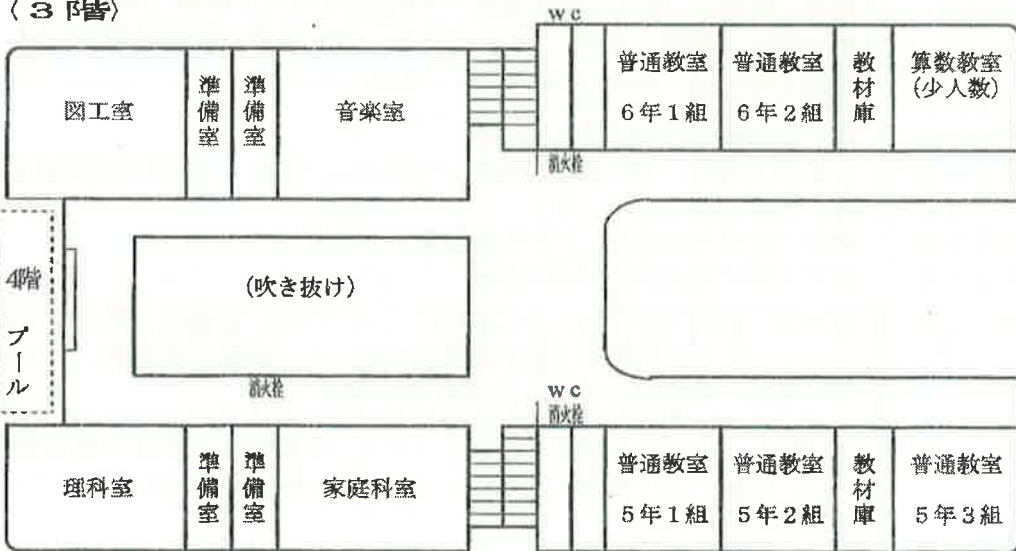 〈３階〉
ｗｃ
図工室
準備室
準備室
音楽室
普通教室
６年１組
普通教室
６年２組
教材庫
算数教室
(少人数)
消火栓
4階
プール
(吹き抜け)
消火栓
ｗｃ
消火栓
理科室
準備室
準備室
家庭科室
普通教室
５年１組
普通教室
５年２組
教材庫
普通教室
５年３組